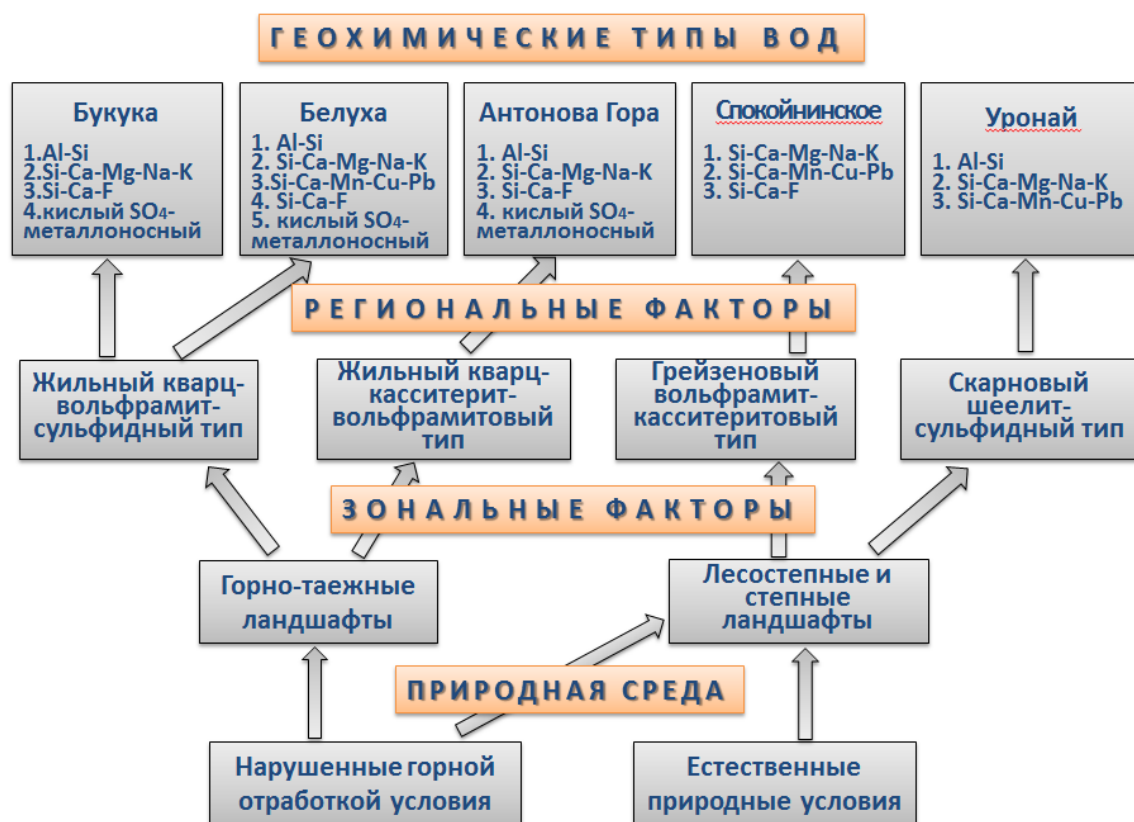 ГЕОХИМИЧЕСКИЕ ТИПЫ ВОД
Букука
1.Al-Si
2.Si-Ca-Mg-Na-K
3.Si-Ca-F
4.кислый SO4-
металлоносный
Белуха
1. Al-Si
2. Si-Ca-Mg-Na-K
3.Si-Ca-Mn-Cu-Pb
4. Si-Ca-F
5. кислый SO4-
металлоносный
Антонова Гора
1. Al-Si
2. Si-Ca-Mg-Na-K
3. Si-Ca-F
4. кислый SO4-
металлоносный
Спокойнинское
1. Si-Ca-Mg-Na-K
2. Si-Ca-Mn-Cu-Pb
3. Si-Ca-F
Уронай
1. Al-Si
2. Si-Ca-Mg-Na-K
3. Si-Ca-Mn-Cu-Pb
РЕГИОНАЛЬНЫЕ ФАКТОРЫ
Жильный кварц-
вольфрамит-
сульфидный тип
Жильный кварц-
касситерит-
вольфрамитовый
тип
Грейзеновый
вольфрамит-
касситеритовый
тип
Скарновый
шеелит-
сульфидный тип
ЗОНАЛЬНЫЕ ФАКТОРЫ
Горно-таежные
ландшафты
Лесостепные и
степные
ландшафты
ПРИРОДНАЯ СРЕДА
Нарушенные горной
отработкой условия
Естественные
природные условия